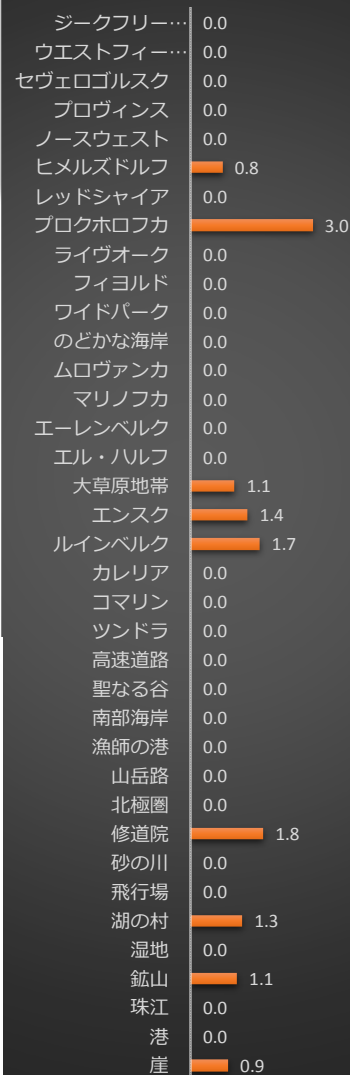 ジークフリー… 0.0
ウエストフィー… 0.0
セヴェロゴルスク 0.0
プロヴィンス 0.0
ノースウェスト 0.0
ヒメルズドルフ 0.8
レッドシャイア 0.0
プロクホロフカ 3.0
ライヴオーク 0.0
フィヨルド 0.0
ワイドパーク 0.0
のどかな海岸 0.0
ムロヴァンカ 0.0
マリノフカ 0.0
エーレンベルク 0.0
エル・ハルフ 0.0
大草原地帯 1.1
エンスク 1.4
ルインベルク 1.7
カレリア 0.0
コマリン 0.0
ツンドラ 0.0
高速道路 0.0
聖なる谷 0.0
南部海岸 0.0
漁師の港 0.0
山岳路 0.0
北極圏 0.0
修道院 1.8
砂の川 0.0
飛行場 0.0
湖の村 1.3
湿地 0.0
鉱山 1.1
珠江 0.0
港 0.0
崖 0.9